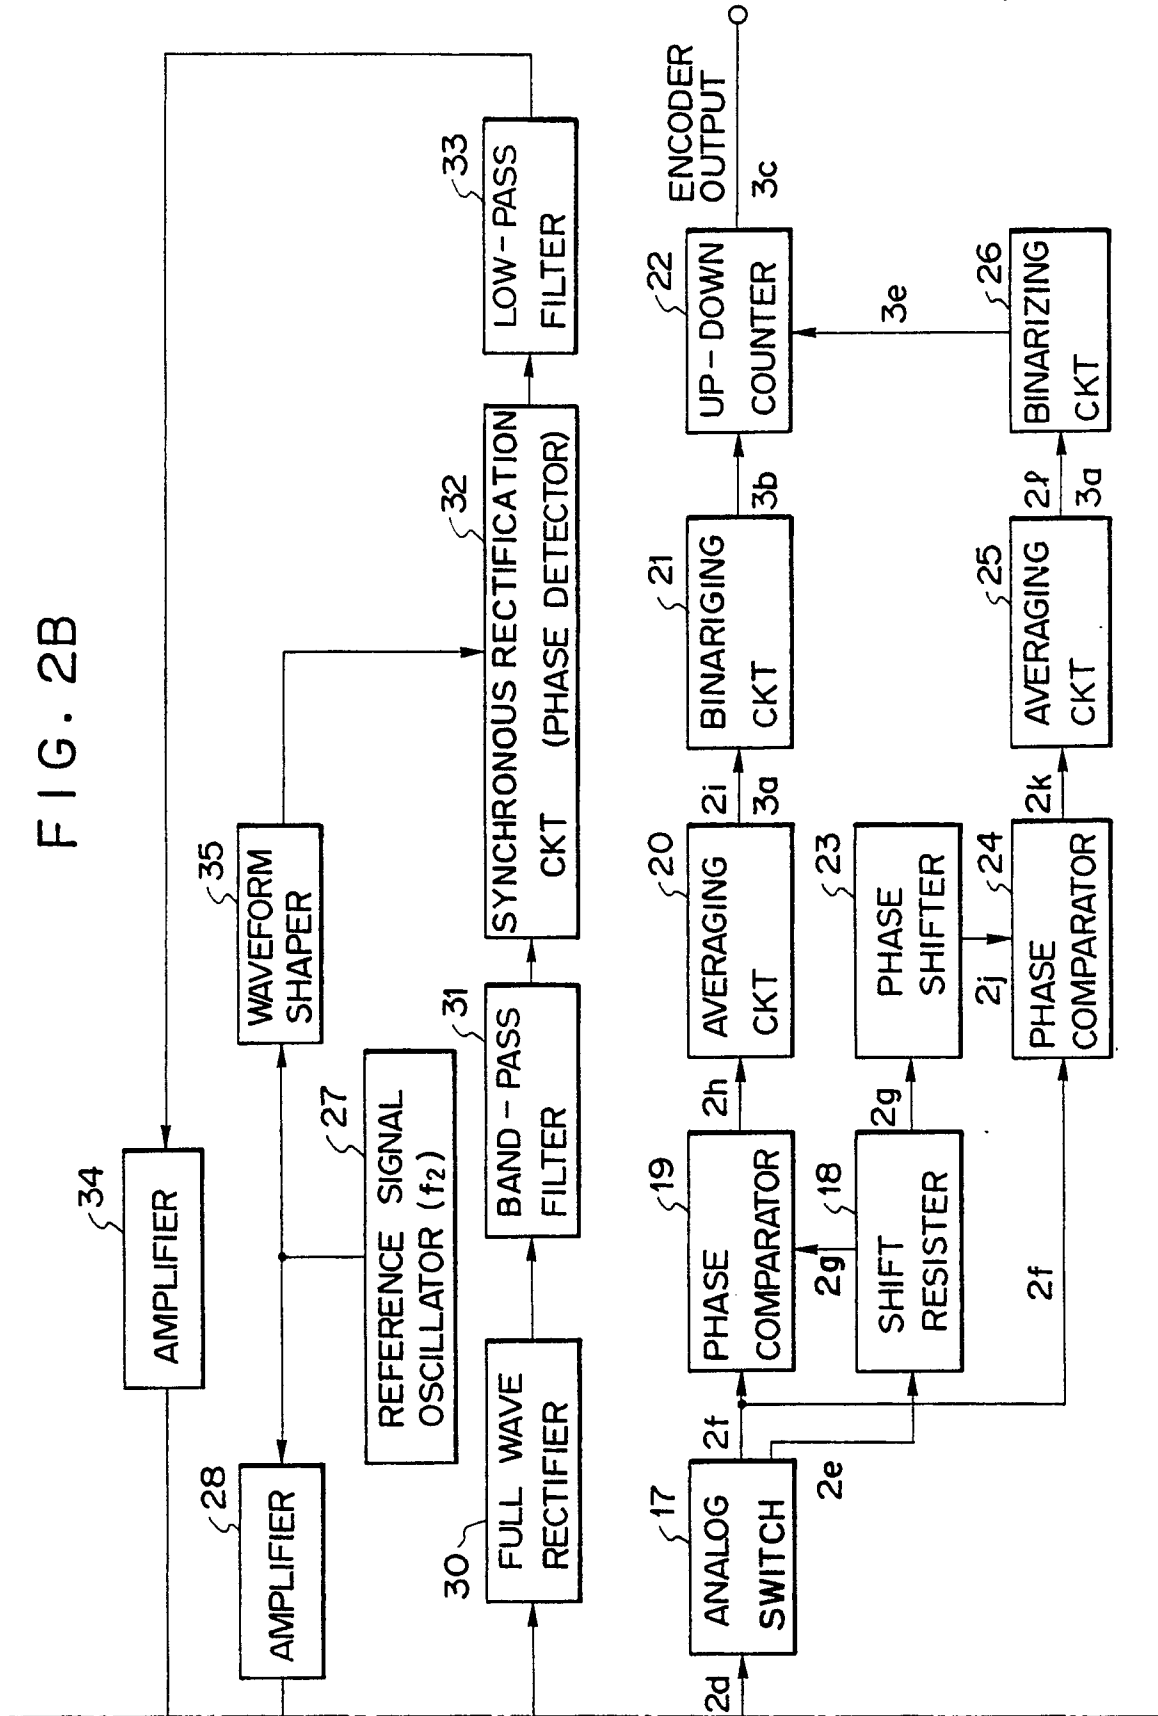 FIG. 2B
34
AMPLIFIER
28
AMPLIFIER
35
WAVEFORM
SHAPER
27
REFERENCE SIGNAL
OSCILLATOR (f2)
30
FULL WAVE
RECTIFIER
31
BAND-PASS
FILTER
32
SYNCHRONOUS RECTIFICATION
CKT (PHASE DETECTOR)
33
LOW-PASS
FILTER
2d
17
ANALOG
SWITCH
2f
2e
19
PHASE
COMPARATOR
2g
18
SHIFT
RESISTER
2f
2h
2g
20
AVERAGING
CKT
23
PHASE
SHIFTER
2j
24
PHASE
COMPARATOR
2i
3a
2k
21
BINARIGING
CKT
25
AVERAGING
CKT
3b
2ℓ
3a
22
UP-DOWN
COUNTER
3e
26
BINARIZING
CKT
ENCODER
OUTPUT
3c